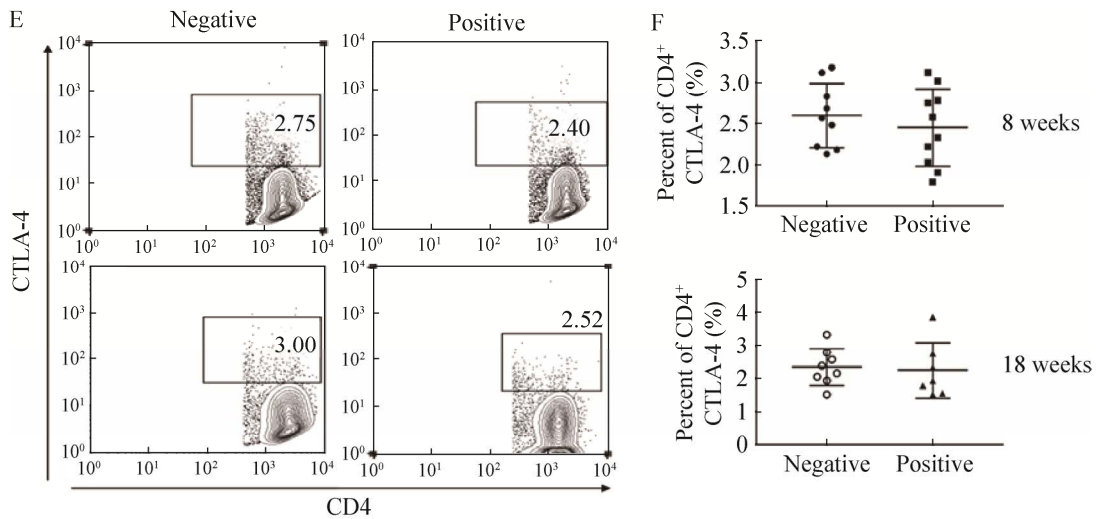 E
Negative
Positive
F
CTLA-4
10⁴
10³
10²
10¹
10⁰
2.75
10⁰ 10¹ 10² 10³ 10⁴
10⁴
10³
10²
10¹
10⁰
2.40
10⁰ 10¹ 10² 10³ 10⁴
10⁴
10³
10²
10¹
10⁰
3.00
10⁰ 10¹ 10² 10³ 10⁴
10⁴
10³
10²
10¹
10⁰
2.52
10⁰ 10¹ 10² 10³ 10⁴
CD4
Percent of CD4⁺
CTLA-4 (%)
3.5
3.0
2.5
2.0
1.5
Negative Positive
8 weeks
Percent of CD4⁺
CTLA-4 (%)
5
4
3
2
1
0
Negative Positive
18 weeks